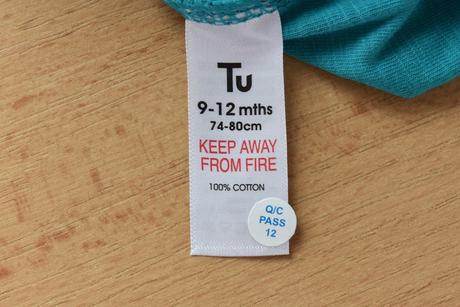 Tu
9-12 mths
74-80cm
KEEP AWAY
FROM FIRE
100% COTTON
Q/C
PASS
12